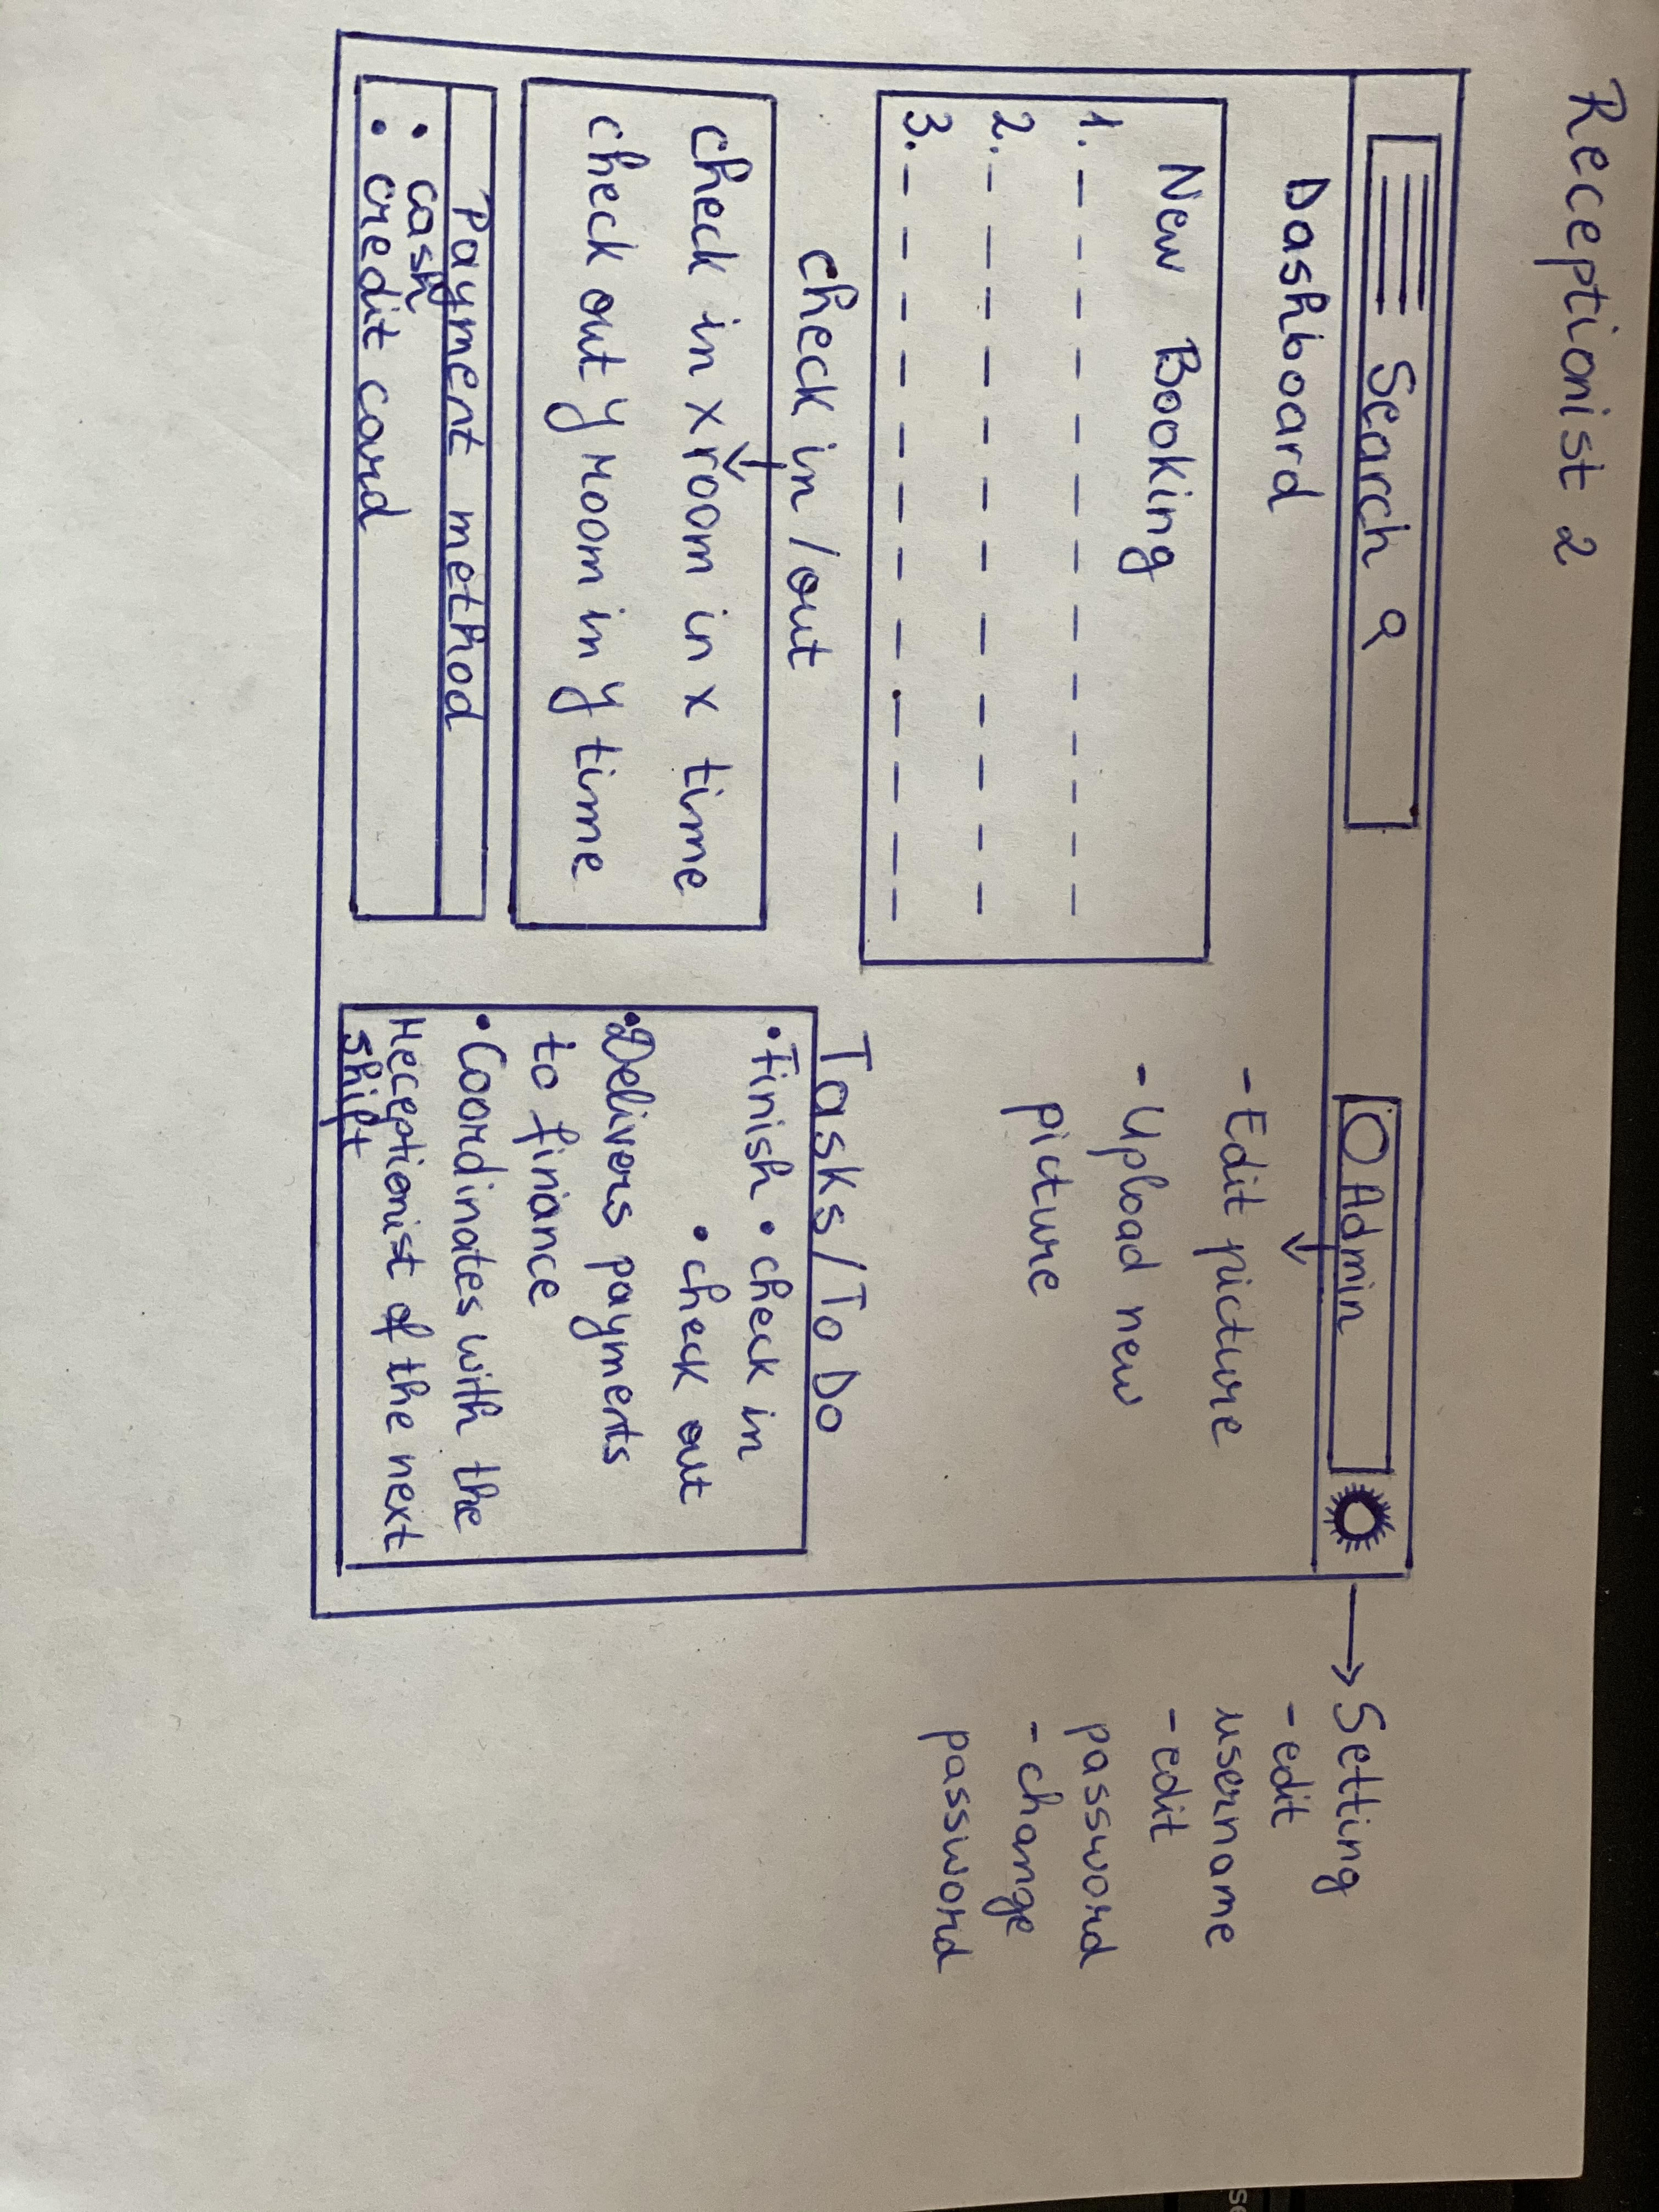 Receptionist 2
Search
Admin
→ Setting
- edit
username
- edit
password
- change
password
Dashboard
- Edit picture
- Upload new
picture
New Booking
1. - - - - - - - - - - -
2. - - - - - - - - - - -
3. - - - - - - - - - - -
check in / out
check in x room in x time
check out y room in y time
Payment method
• cash
• credit card
Tasks / To Do
• Finish • check in
• check out
• Delivers payments
to finance
• Coordinates with the
receptionist of the next
shift